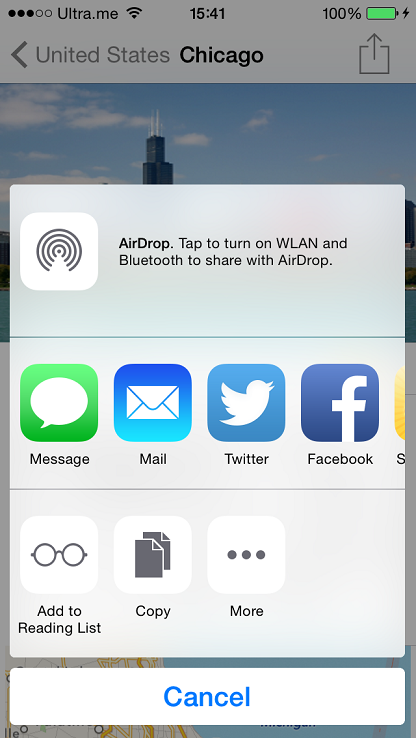 Ultra.me 15:41 100%
United States Chicago
AirDrop. Tap to turn on WLAN and
Bluetooth to share with AirDrop.
Message Mail Twitter Facebook S
Add to Reading List Copy More
Cancel